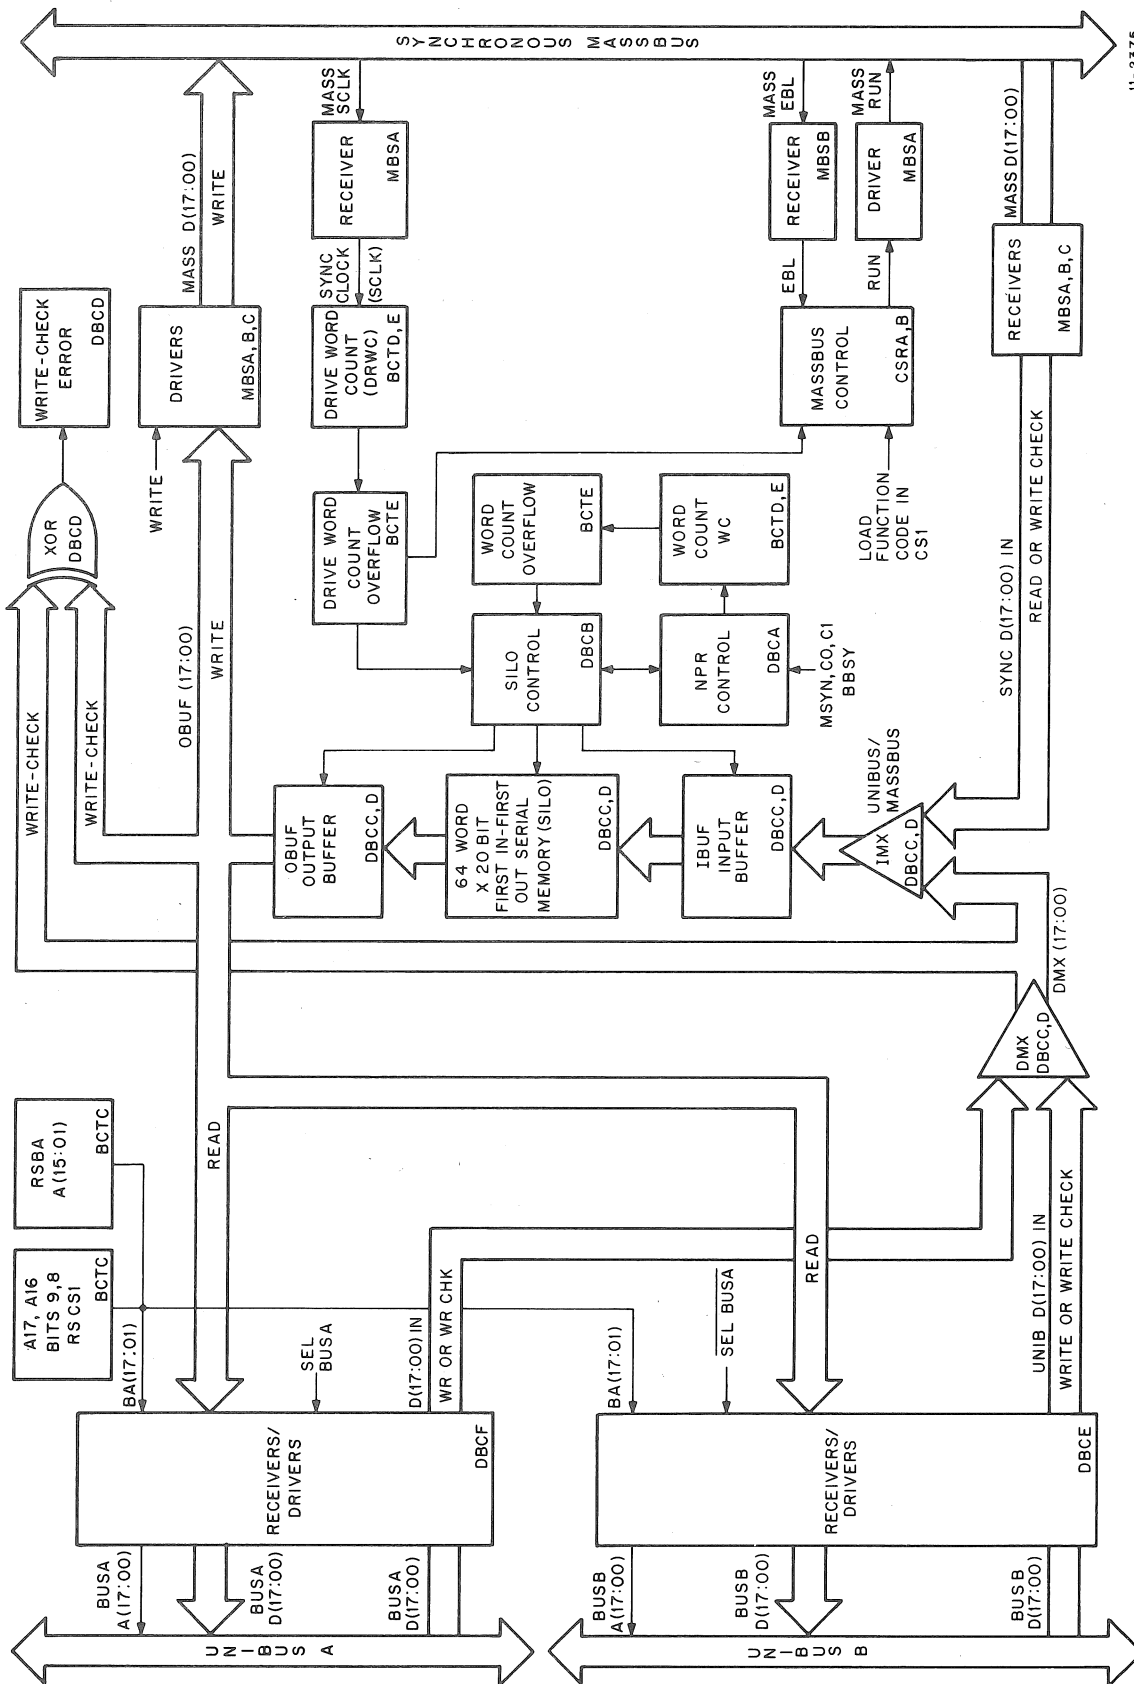 UNIBUS A
BUSA
A(17:00)
BUSA
D(17:00)
BUSA
D(17:00)
RECEIVERS/
DRIVERS
DBCF
A17, A16
BITS 9,8
RS CS1
BCTC
RSBA
A(15:01)
BCTC
BA(17:01)
READ
SEL
BUSA
D(17:00) IN
WR OR WR CHK
UNIBUS B
BUSB
A(17:00)
BUSB
D(17:00)
BUS B
D(17:00)
RECEIVERS/
DRIVERS
DBCE
BA(17:01)
SEL BUSA
READ
UNIB D(17:00) IN
WRITE OR WRITE CHECK
DMX
DBCC,D
DMX (17:00)
IMX
DBCC,D
UNIBUS/
MASSBUS
IBUF
INPUT
BUFFER
DBCC,D
64 WORD
X 20 BIT
FIRST IN-FIRST
OUT SERIAL
MEMORY (SILO)
DBCC,D
OBUF
OUTPUT
BUFFER
DBCC,D
WRITE-CHECK
WRITE-CHECK
OBUF (17:00)
WRITE
XOR
DBCD
WRITE-CHECK
ERROR
DBCD
WRITE
DRIVERS
MBSA,B,C
MASS D(17:00)
WRITE
SILO
CONTROL
DBCB
NPR
CONTROL
DBCA
MSYN,C0,C1
BBSY
WORD
COUNT
OVERFLOW
BCTE
WORD
COUNT
WC
BCTD,E
DRIVE WORD
COUNT
OVERFLOW
BCTE
DRIVE WORD
COUNT
(DRWC)
BCTD,E
SYNC
CLOCK
(SCLK)
RECEIVER
MBSA
MASS
SCLK
LOAD
FUNCTION
CODE IN
CS1
MASSBUS
CONTROL
CSRA,B
EBL
RUN
RECEIVER
MBSB
DRIVER
MBSA
MASS
EBL
MASS
RUN
SYNC D(17:00) IN
READ OR WRITE CHECK
RECEIVERS
MBSA,B,C
MASS D(17:00)
SYNCHRONOUS MASSBUS